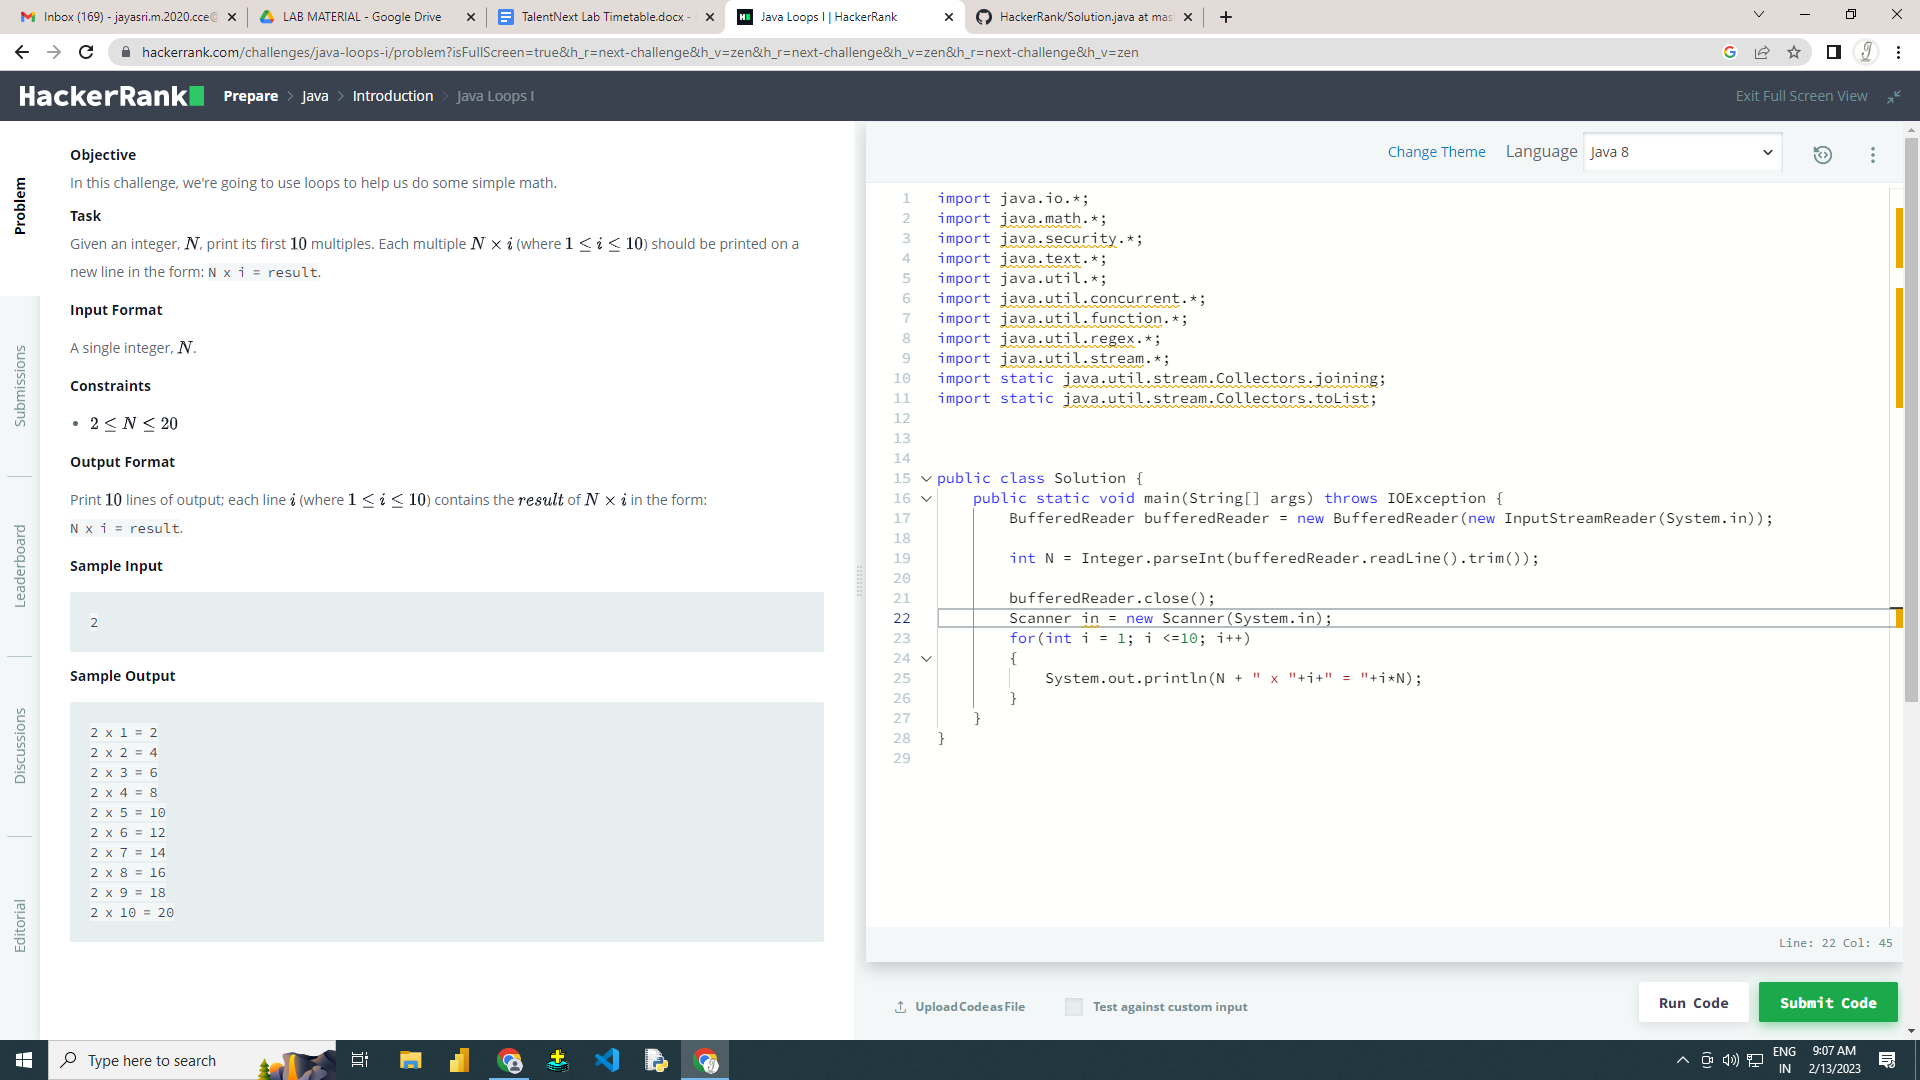 Inbox (169) - jayasri.m.2020.cce@
LAB MATERIAL - Google Drive
TalentNext Lab Timetable.docx -
Java Loops I | HackerRank
HackerRank/Solution.java at mas
hackerrank.com/challenges/java-loops-i/problem?isFullScreen=true&h_r=next-challenge&h_v=zen&h_r=next-challenge&h_v=zen&h_r=next-challenge&h_v=zen
HackerRank
Prepare > Java > Introduction > Java Loops I
Exit Full Screen View
Problem
Submissions
Leaderboard
Discussions
Editorial
Objective
In this challenge, we're going to use loops to help us do some simple math.
Task
Given an integer, N, print its first 10 multiples. Each multiple N × i (where 1 ≤ i ≤ 10) should be printed on a
new line in the form: N x i = result.
Input Format
A single integer, N.
Constraints
• 2 ≤ N ≤ 20
Output Format
Print 10 lines of output; each line i (where 1 ≤ i ≤ 10) contains the result of N × i in the form:
N x i = result.
Sample Input
2
Sample Output
2 x 1 = 2
2 x 2 = 4
2 x 3 = 6
2 x 4 = 8
2 x 5 = 10
2 x 6 = 12
2 x 7 = 14
2 x 8 = 16
2 x 9 = 18
2 x 10 = 20
Change Theme
Language
Java 8
1 import java.io.*;
2 import java.math.*;
3 import java.security.*;
4 import java.text.*;
5 import java.util.*;
6 import java.util.concurrent.*;
7 import java.util.function.*;
8 import java.util.regex.*;
9 import java.util.stream.*;
10 import static java.util.stream.Collectors.joining;
11 import static java.util.stream.Collectors.toList;
12
13
14
15 public class Solution {
16 public static void main(String[] args) throws IOException {
17 BufferedReader bufferedReader = new BufferedReader(new InputStreamReader(System.in));
18
19 int N = Integer.parseInt(bufferedReader.readLine().trim());
20
21 bufferedReader.close();
22 Scanner in = new Scanner(System.in);
23 for(int i = 1; i <=10; i++)
24 {
25 System.out.println(N + " x "+i+" = "+i*N);
26 }
27 }
28 }
29
Line: 22 Col: 45
Upload Code as File
Test against custom input
Run Code
Submit Code
Type here to search
ENG
IN
9:07 AM
2/13/2023